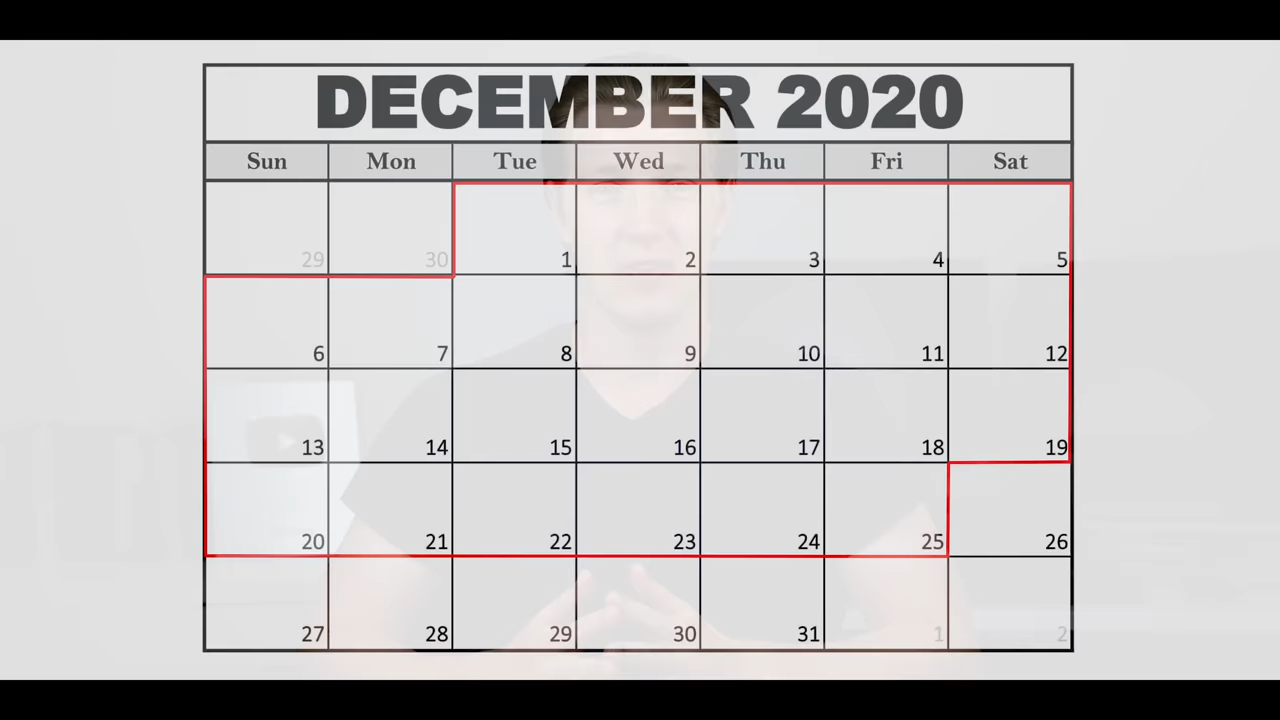 DECEMBER 2020
Sun Mon Tue Wed Thu Fri Sat
29 30 1 2 3 4 5
6 7 8 9 10 11 12
13 14 15 16 17 18 19
20 21 22 23 24 25 26
27 28 29 30 31 1 2